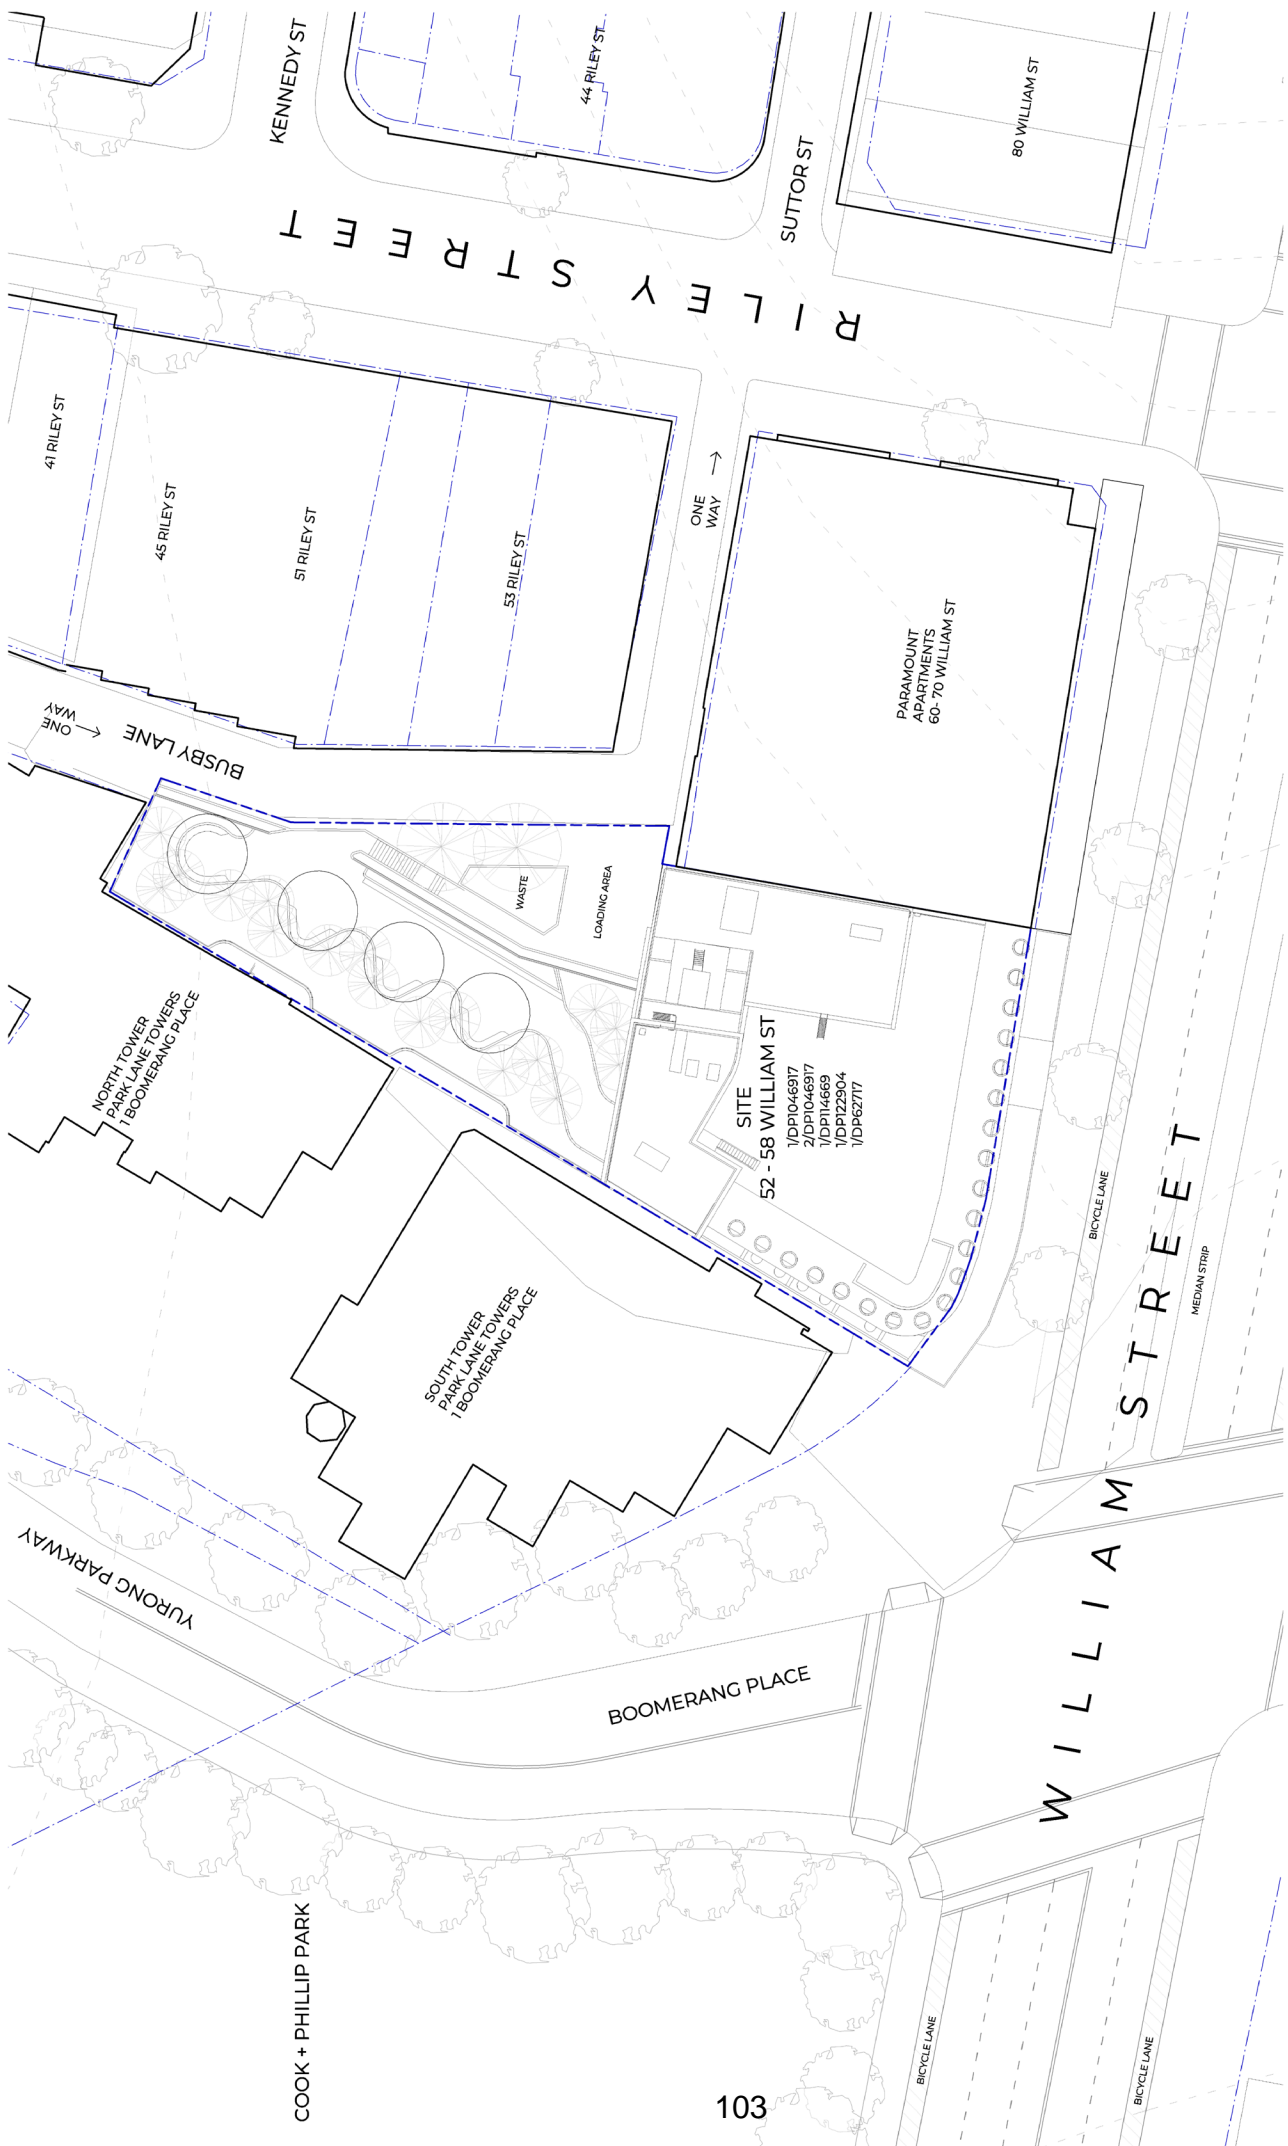 KENNEDY ST
44 RILEY ST
SUTTOR ST
80 WILLIAM ST
RILEY STREET
41 RILEY ST
45 RILEY ST
51 RILEY ST
53 RILEY ST
ONE
WAY
PARAMOUNT
APARTMENTS
60- 70 WILLIAM ST
ONE
WAY
BUSBY LANE
WASTE
LOADING AREA
NORTH TOWER
PARK LANE TOWERS
1 BOOMERANG PLACE
SITE
52 - 58 WILLIAM ST
1/DP1046917
2/DP1046917
1/DP114669
1/DP122904
1/DP62717
BICYCLE LANE
MEDIAN STRIP
WILLIAM STREET
SOUTH TOWER
PARK LANE TOWERS
1 BOOMERANG PLACE
YURONG PARKWAY
BOOMERANG PLACE
COOK + PHILLIP PARK
BICYCLE LANE
BICYCLE LANE
103